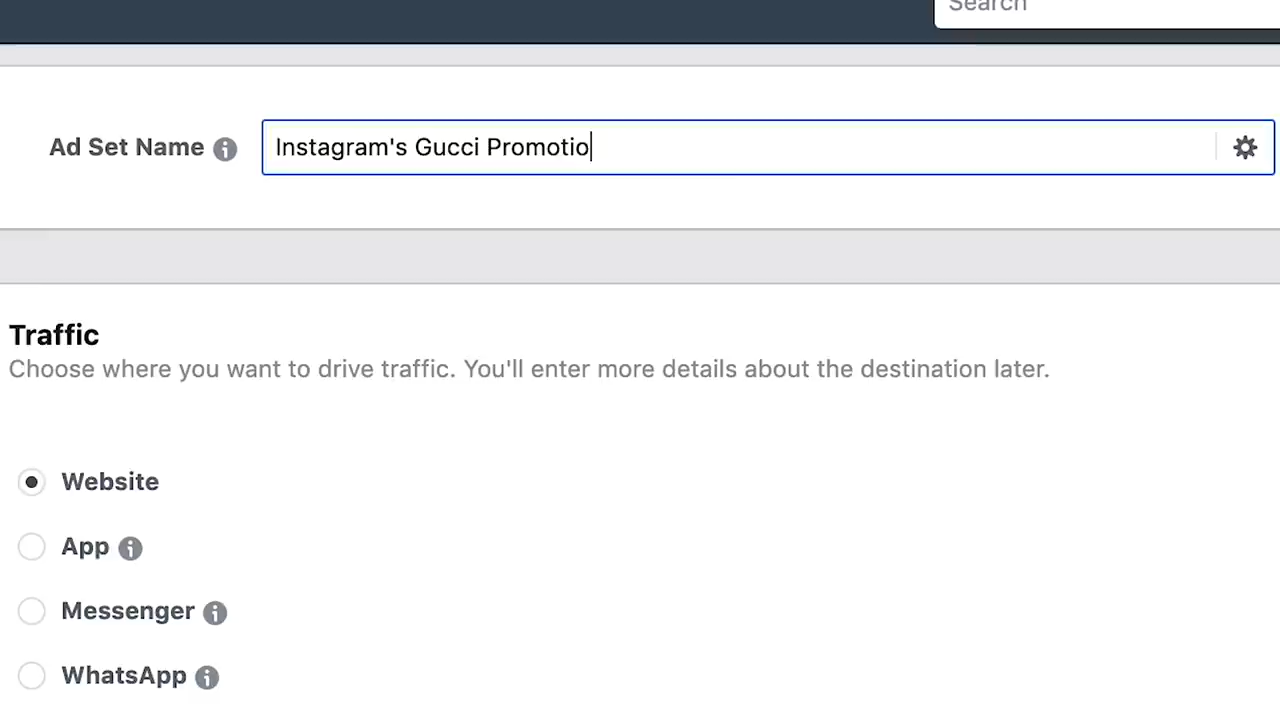 Search
Ad Set Name
Instagram's Gucci Promotio
Traffic
Choose where you want to drive traffic. You'll enter more details about the destination later.
Website
App
Messenger
WhatsApp